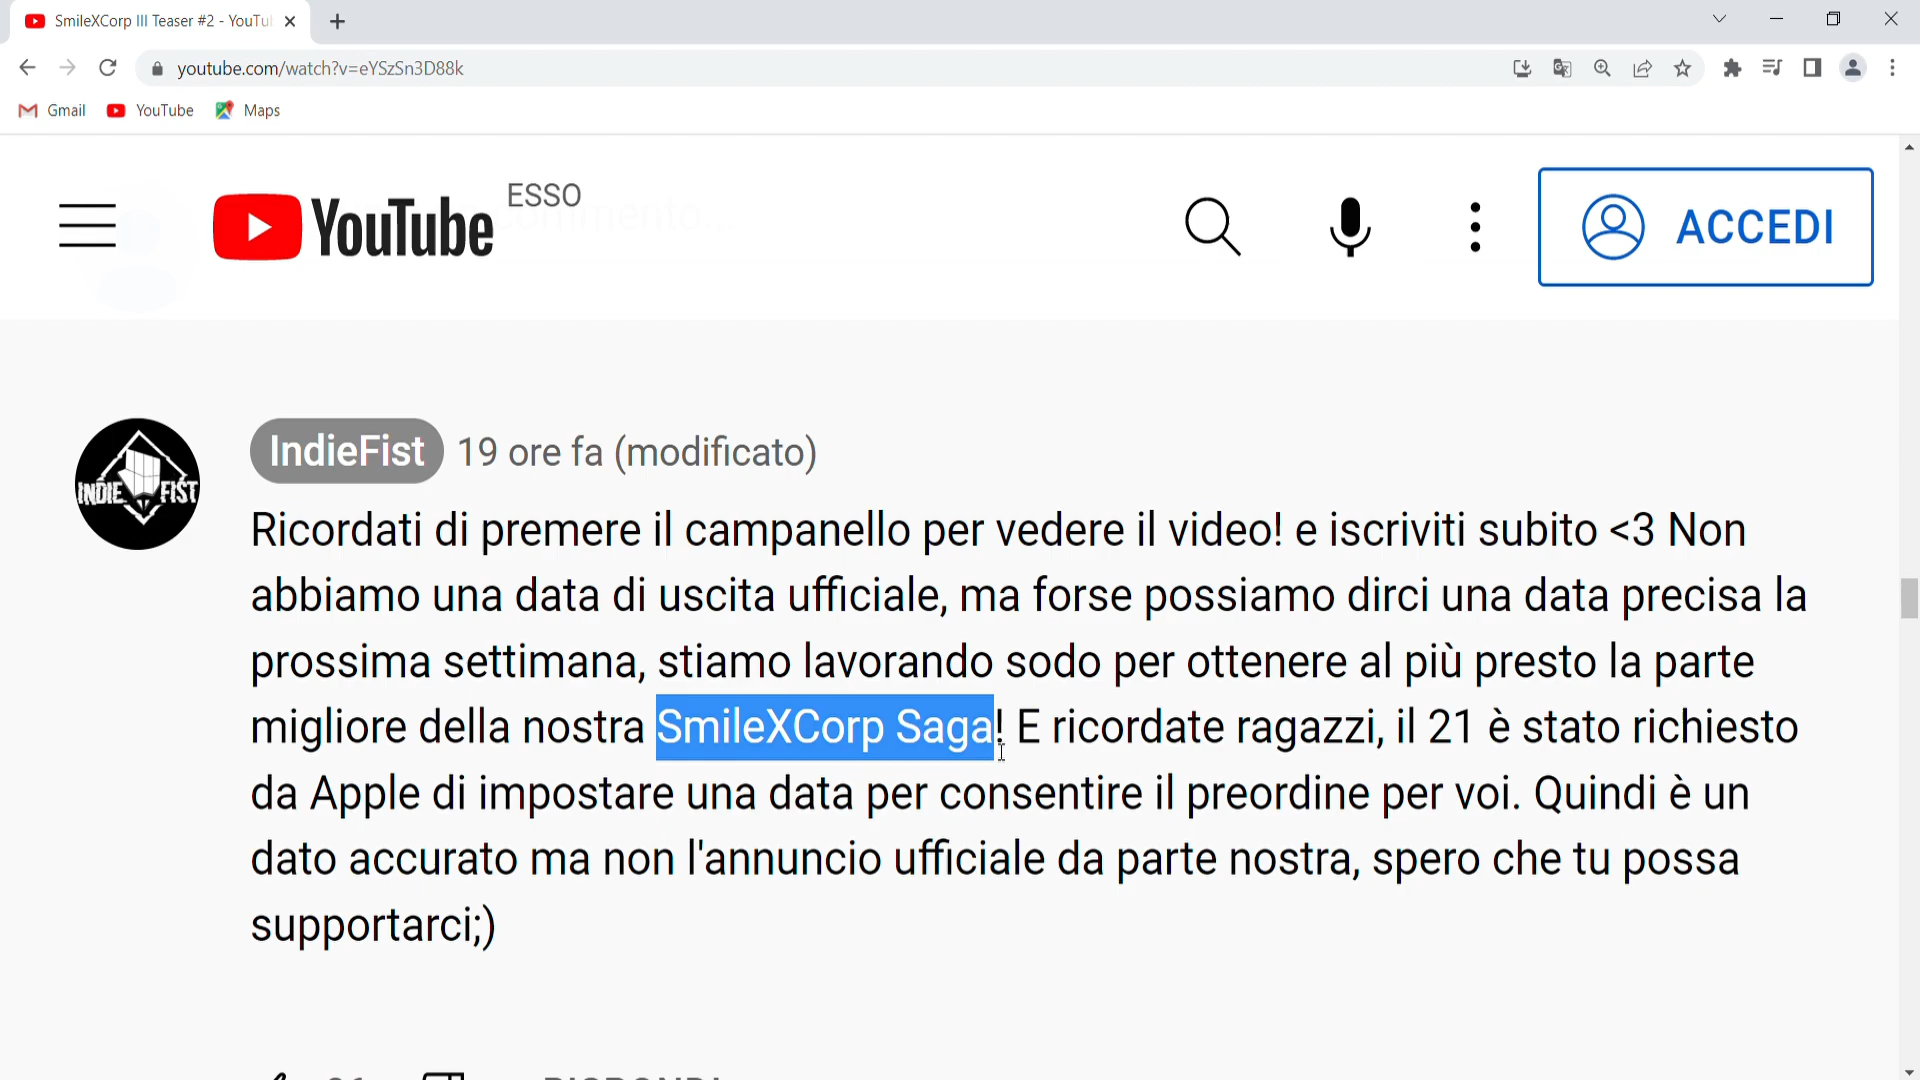 SmileXCorp III Teaser #2 - YouTu
youtube.com/watch?v=eYSzSn3D88k
Gmail YouTube Maps
YouTube ESSO
ommento...
ACCEDI
INDIE FIST
IndieFist 19 ore fa (modificato)
Ricordati di premere il campanello per vedere il video! e iscriviti subito <3 Non
abbiamo una data di uscita ufficiale, ma forse possiamo dirci una data precisa la
prossima settimana, stiamo lavorando sodo per ottenere al più presto la parte
migliore della nostra SmileXCorp Saga! E ricordate ragazzi, il 21 è stato richiesto
da Apple di impostare una data per consentire il preordine per voi. Quindi è un
dato accurato ma non l'annuncio ufficiale da parte nostra, spero che tu possa
supportarci;)